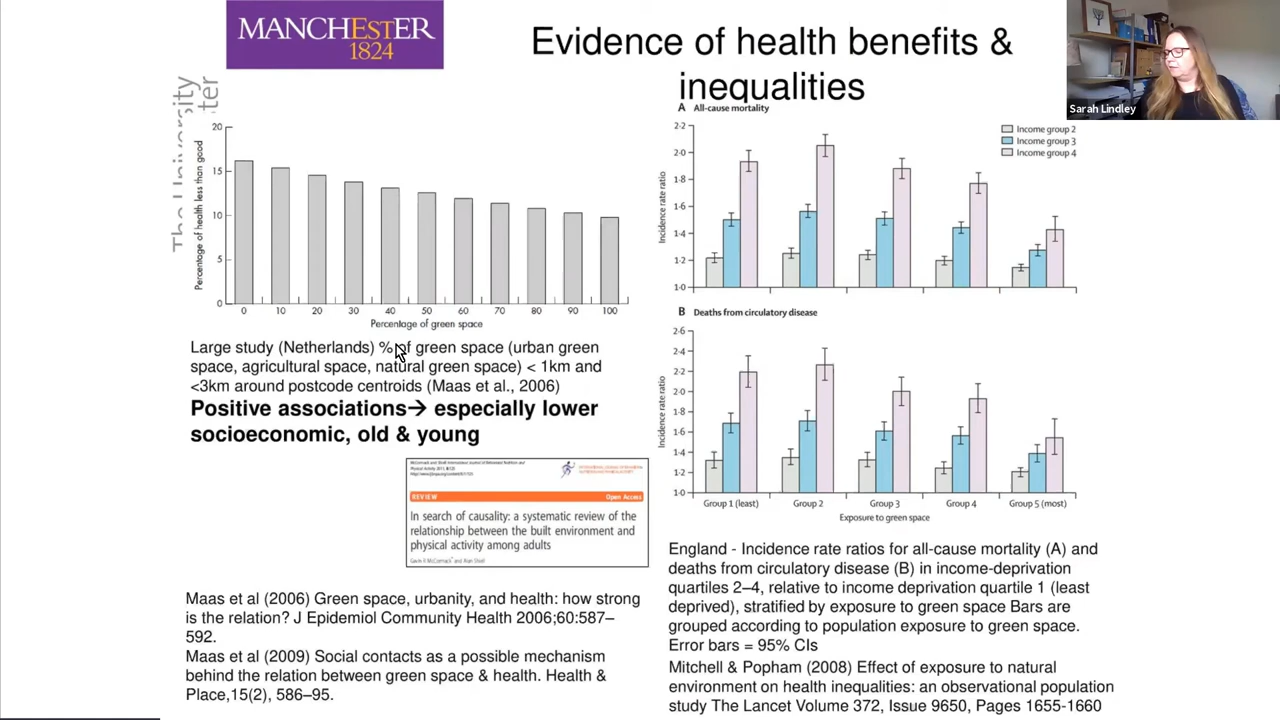 MANCHESTER
1824
The University
ster
Evidence of health benefits &
inequalities
Sarah Lindley
20
15
10
5
0
Percentage of health less than good
0 10 20 30 40 50 60 70 80 90 100
Percentage of green space
Large study (Netherlands) % of green space (urban green
space, agricultural space, natural green space) < 1km and
<3km around postcode centroids (Maas et al., 2006)
Positive associations→ especially lower
socioeconomic, old & young
REVIEW Open Access
In search of causality: a systematic review of the
relationship between the built environment and
physical activity among adults
Maas et al (2006) Green space, urbanity, and health: how strong
is the relation? J Epidemiol Community Health 2006;60:587–
592.
Maas et al (2009) Social contacts as a possible mechanism
behind the relation between green space & health. Health &
Place,15(2), 586–95.
A All-cause mortality
Income group 2
Income group 3
Income group 4
2·2
2·0
1·8
1·6
1·4
1·2
1·0
Incidence rate ratio
B Deaths from circulatory disease
2·6
2·4
2·2
2·0
1·8
1·6
1·4
1·2
1·0
Incidence rate ratio
Group 1 (least) Group 2 Group 3 Group 4 Group 5 (most)
Exposure to green space
England - Incidence rate ratios for all-cause mortality (A) and
deaths from circulatory disease (B) in income-deprivation
quartiles 2–4, relative to income deprivation quartile 1 (least
deprived), stratified by exposure to green space Bars are
grouped according to population exposure to green space.
Error bars = 95% CIs
Mitchell & Popham (2008) Effect of exposure to natural
environment on health inequalities: an observational population
study The Lancet Volume 372, Issue 9650, Pages 1655-1660